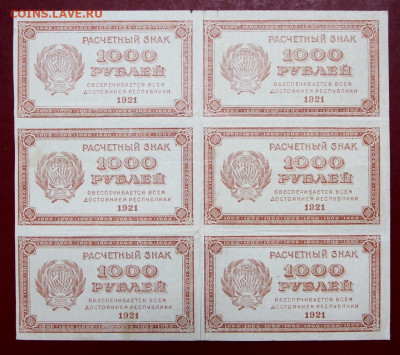 COINS.LAVE.RU
РАСЧЕТНЫЙ ЗНАК РАСЧЕТНЫЙ ЗНАК
1000 1000
РУБЛЕЙ РУБЛЕЙ
ОБЕСПЕЧИВАЕТСЯ ВСЕМ ОБЕСПЕЧИВАЕТСЯ ВСЕМ
ДОСТОЯНИЕМ РЕСПУБЛИКИ ДОСТОЯНИЕМ РЕСПУБЛИКИ
1921 1921
РАСЧЕТНЫЙ ЗНАК РАСЧЕТНЫЙ ЗНАК
1000 1000
РУБЛЕЙ РУБЛЕЙ
ОБЕСПЕЧИВАЕТСЯ ВСЕМ ОБЕСПЕЧИВАЕТСЯ ВСЕМ
ДОСТОЯНИЕМ РЕСПУБЛИКИ ДОСТОЯНИЕМ РЕСПУБЛИКИ
1921 1921
РАСЧЕТНЫЙ ЗНАК РАСЧЕТНЫЙ ЗНАК
1000 1000
РУБЛЕЙ РУБЛЕЙ
ОБЕСПЕЧИВАЕТСЯ ВСЕМ ОБЕСПЕЧИВАЕТСЯ ВСЕМ
ДОСТОЯНИЕМ РЕСПУБЛИКИ ДОСТОЯНИЕМ РЕСПУБЛИКИ
1921 1921